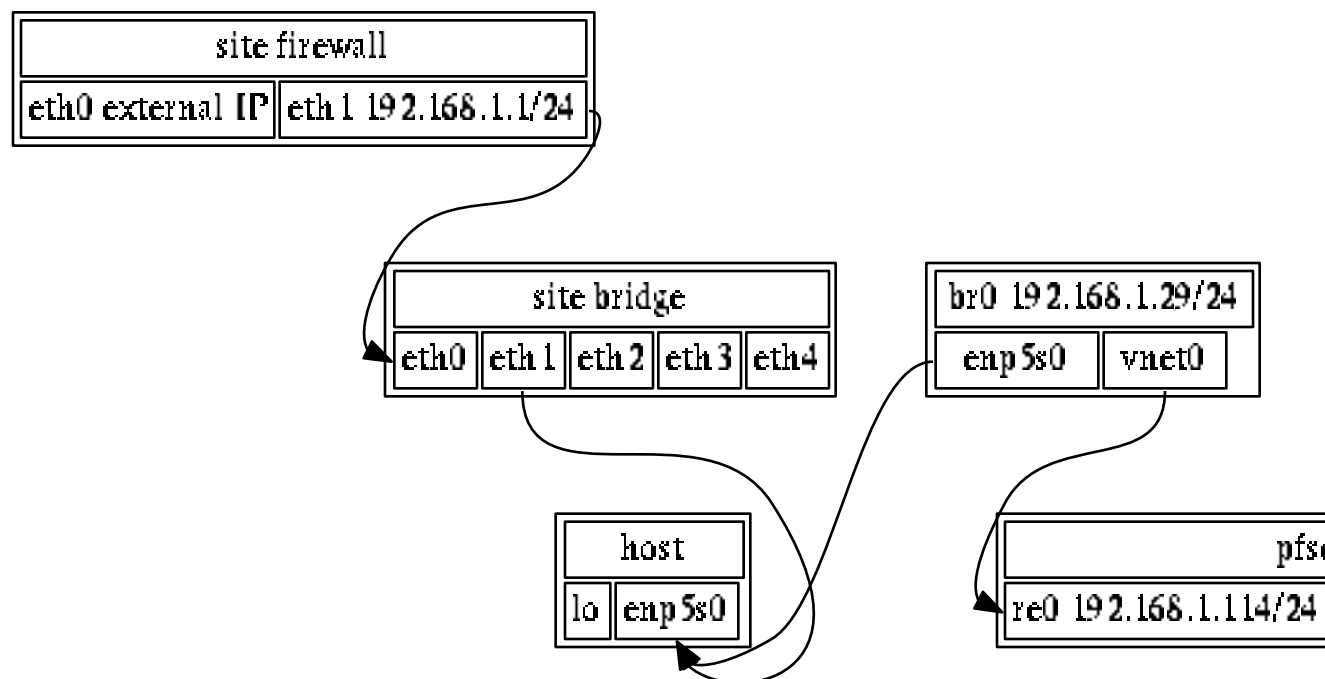 site firewall
eth0 external IP eth1 192.168.1.1/24
site bridge
eth0 eth1 eth2 eth3 eth4
br0 192.168.1.29/24
enp5s0 vnet0
host
lo enp5s0
re0 192.168.1.114/24